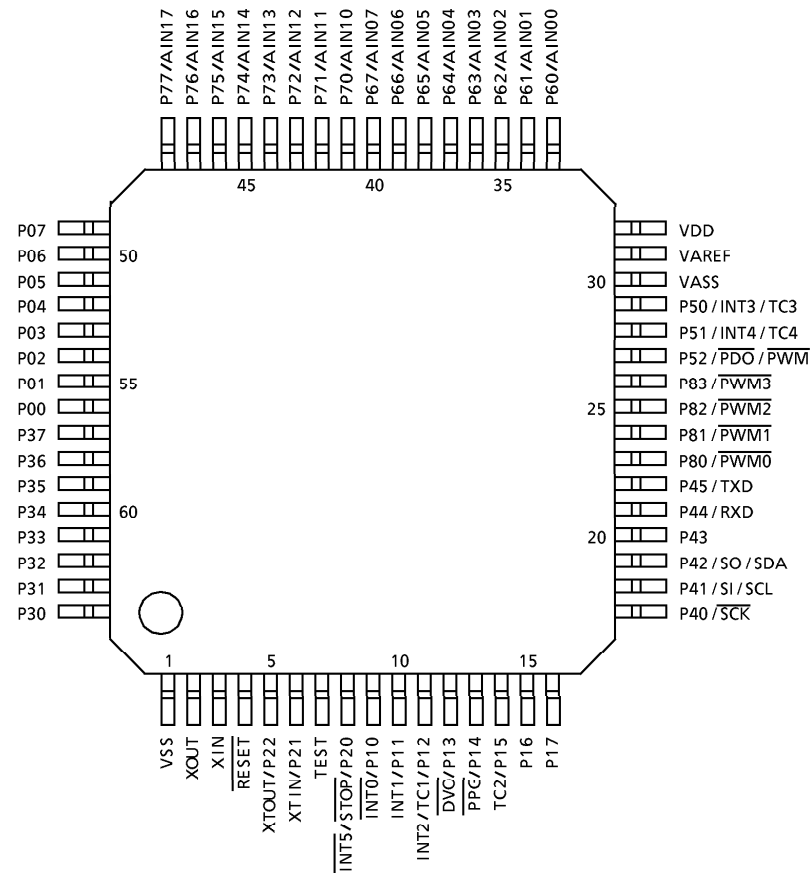 P77/AIN17
P76/AIN16
P75/AIN15
P74/AIN14
P73/AIN13
P72/AIN12
P71/AIN11
P70/AIN10
P67/AIN07
P66/AIN06
P65/AIN05
P64/AIN04
P63/AIN03
P62/AIN02
P61/AIN01
P60/AIN00
45
40
35
P07
P06
P05
P04
P03
P02
P01
P00
P37
P36
P35
P34
P33
P32
P31
P30
50
55
60
30
25
20
VDD
VAREF
VASS
P50/INT3/TC3
P51/INT4/TC4
P52/PDO/PWM
P83/PWM3
P82/PWM2
P81/PWM1
P80/PWM0
P45/TXD
P44/RXD
P43
P42/SO/SDA
P41/SI/SCL
P40/SCK
1
5
10
15
VSS
XOUT
XIN
RESET
XTOUT/P22
XTIN/P21
TEST
INT5/STOP/P20
INT0/P10
INT1/P11
INT2/TC1/P12
DVO/P13
PPG/P14
TC2/P15
P16
P17